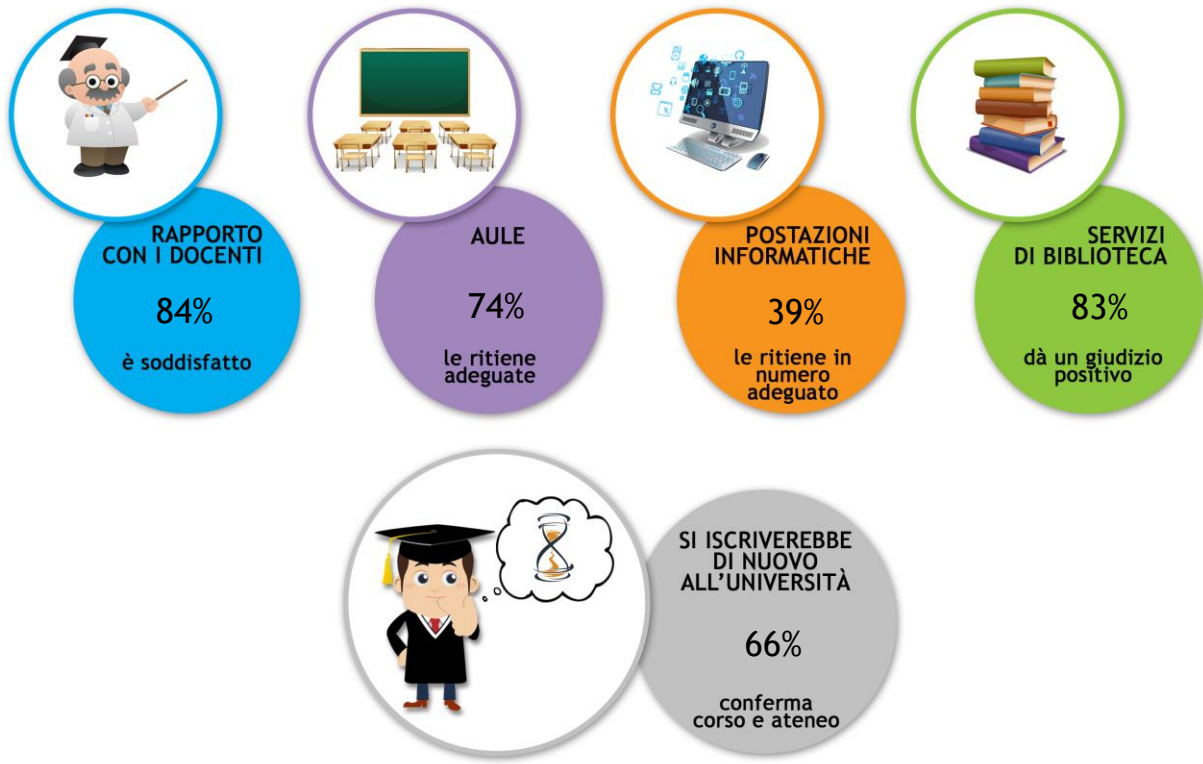 RAPPORTO
CON I DOCENTI
84%
è soddisfatto
AULE
74%
le ritiene
adeguate
POSTAZIONI
INFORMATICHE
39%
le ritiene in
numero
adeguato
SERVIZI
DI BIBLIOTECA
83%
dà un giudizio
positivo
SI ISCRIVEREBBE
DI NUOVO
ALL'UNIVERSITÀ
66%
conferma
corso e ateneo